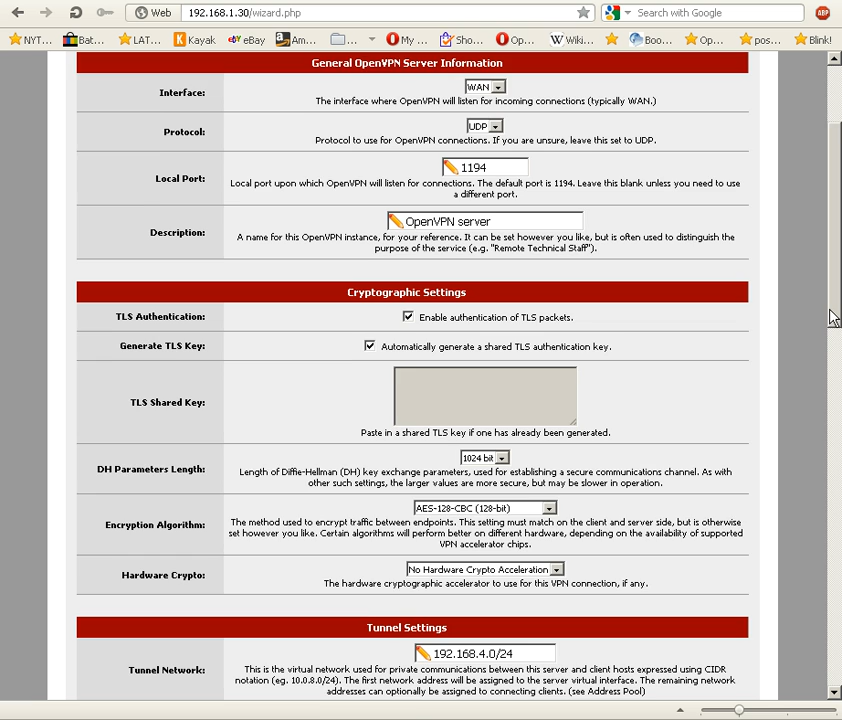 Web
192.168.1.30/wizard.php
Search with Google
ABP
NYT...
Bat...
LAT...
Kayak
eBay
Am...
...
My ...
Sho...
Op...
Wiki...
Boo...
Op...
pos...
Blink!
General OpenVPN Server Information
Interface:
WAN
The interface where OpenVPN will listen for incoming connections (typically WAN.)
Protocol:
UDP
Protocol to use for OpenVPN connections. If you are unsure, leave this set to UDP.
Local Port:
1194
Local port upon which OpenVPN will listen for connections. The default port is 1194. Leave this blank unless you need to use
a different port.
Description:
OpenVPN server
A name for this OpenVPN instance, for your reference. It can be set however you like, but is often used to distinguish the
purpose of the service (e.g. "Remote Technical Staff").
Cryptographic Settings
TLS Authentication:
Enable authentication of TLS packets.
Generate TLS Key:
Automatically generate a shared TLS authentication key.
TLS Shared Key:
Paste in a shared TLS key if one has already been generated.
DH Parameters Length:
1024 bit
Length of Diffie-Hellman (DH) key exchange parameters, used for establishing a secure communications channel. As with
other such settings, the larger values are more secure, but may be slower in operation.
Encryption Algorithm:
AES-128-CBC (128-bit)
The method used to encrypt traffic between endpoints. This setting must match on the client and server side, but is otherwise
set however you like. Certain algorithms will perform better on different hardware, depending on the availability of supported
VPN accelerator chips.
Hardware Crypto:
No Hardware Crypto Acceleration
The hardware cryptographic accelerator to use for this VPN connection, if any.
Tunnel Settings
Tunnel Network:
192.168.4.0/24
This is the virtual network used for private communications between this server and client hosts expressed using CIDR
notation (eg. 10.0.8.0/24). The first network address will be assigned to the server virtual interface. The remaining network
addresses can optionally be assigned to connecting clients. (see Address Pool)